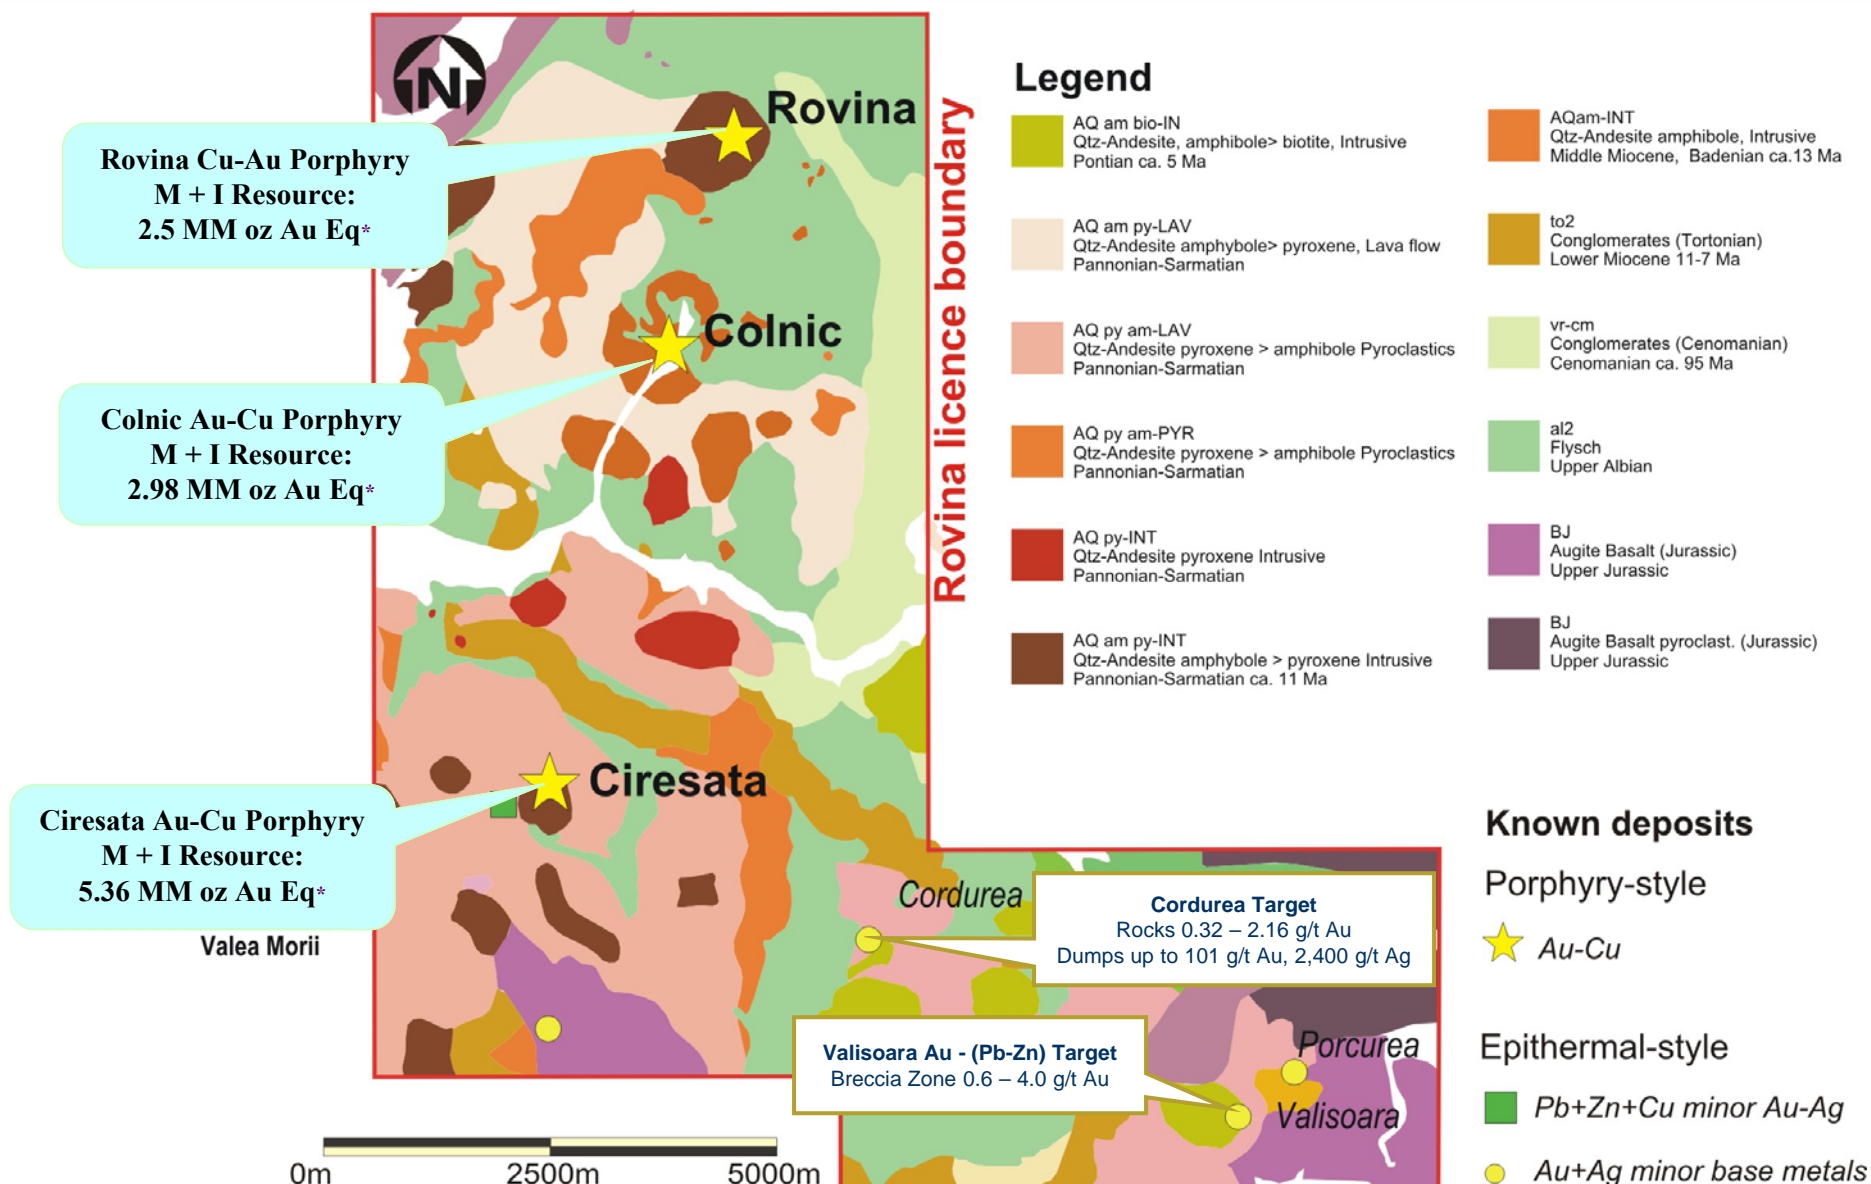 N
Rovina
Rovina Cu-Au Porphyry
M + I Resource:
2.5 MM oz Au Eq*
Colnic
Colnic Au-Cu Porphyry
M + I Resource:
2.98 MM oz Au Eq*
Rovina licence boundary
Ciresata
Ciresata Au-Cu Porphyry
M + I Resource:
5.36 MM oz Au Eq*
Valea Morii
Cordurea
Cordurea Target
Rocks 0.32 – 2.16 g/t Au
Dumps up to 101 g/t Au, 2,400 g/t Ag
Valisoara Au - (Pb-Zn) Target
Breccia Zone 0.6 – 4.0 g/t Au
Porcurea
Valisoara
0m
2500m
5000m
Legend
AQ am bio-IN
Qtz-Andesite, amphibole> biotite, Intrusive
Pontian ca. 5 Ma
AQ am py-LAV
Qtz-Andesite amphybole> pyroxene, Lava flow
Pannonian-Sarmatian
AQ py am-LAV
Qtz-Andesite pyroxene > amphibole Pyroclastics
Pannonian-Sarmatian
AQ py am-PYR
Qtz-Andesite pyroxene > amphibole Pyroclastics
Pannonian-Sarmatian
AQ py-INT
Qtz-Andesite pyroxene Intrusive
Pannonian-Sarmatian
AQ am py-INT
Qtz-Andesite amphybole > pyroxene Intrusive
Pannonian-Sarmatian ca. 11 Ma
AQam-INT
Qtz-Andesite amphibole, Intrusive
Middle Miocene, Badenian ca.13 Ma
to2
Conglomerates (Tortonian)
Lower Miocene 11-7 Ma
vr-cm
Conglomerates (Cenomanian)
Cenomanian ca. 95 Ma
al2
Flysch
Upper Albian
BJ
Augite Basalt (Jurassic)
Upper Jurassic
BJ
Augite Basalt pyroclast. (Jurassic)
Upper Jurassic
Known deposits
Porphyry-style
Au-Cu
Epithermal-style
Pb+Zn+Cu minor Au-Ag
Au+Ag minor base metals